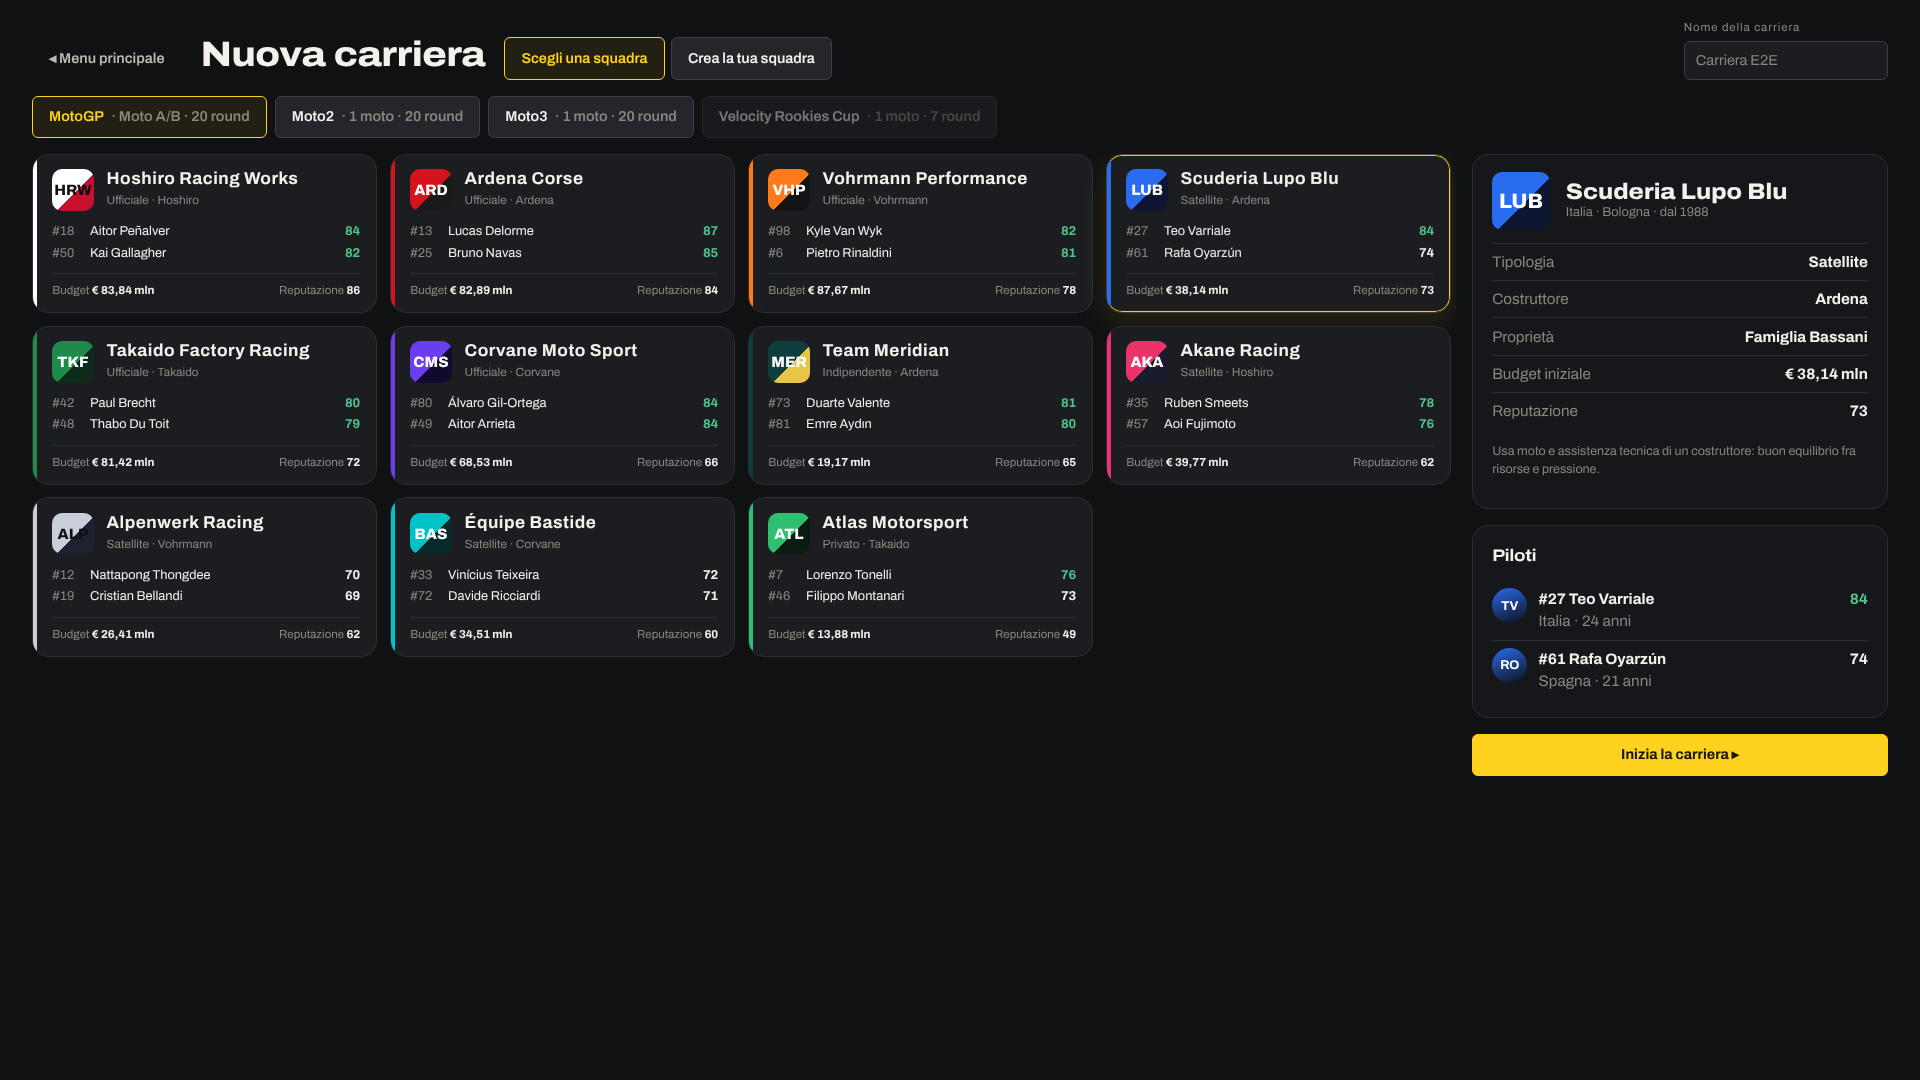 Nome della carriera
◂ Menu principale
Nuova carriera
Scegli una squadra
Crea la tua squadra
Carriera E2E
MotoGP · Moto A/B · 20 round
Moto2 · 1 moto · 20 round
Moto3 · 1 moto · 20 round
Velocity Rookies Cup · 1 moto · 7 round
HRW
Hoshiro Racing Works
Ufficiale · Hoshiro
#18 Aitor Peñalver 84
#50 Kai Gallagher 82
Budget € 83,84 mln Reputazione 86
ARD
Ardena Corse
Ufficiale · Ardena
#13 Lucas Delorme 87
#25 Bruno Navas 85
Budget € 82,89 mln Reputazione 84
VHP
Vohrmann Performance
Ufficiale · Vohrmann
#98 Kyle Van Wyk 82
#6 Pietro Rinaldini 81
Budget € 87,67 mln Reputazione 78
LUB
Scuderia Lupo Blu
Satellite · Ardena
#27 Teo Varriale 84
#61 Rafa Oyarzún 74
Budget € 38,14 mln Reputazione 73
TKF
Takaido Factory Racing
Ufficiale · Takaido
#42 Paul Brecht 80
#48 Thabo Du Toit 79
Budget € 81,42 mln Reputazione 72
CMS
Corvane Moto Sport
Ufficiale · Corvane
#80 Álvaro Gil-Ortega 84
#49 Aitor Arrieta 84
Budget € 68,53 mln Reputazione 66
MER
Team Meridian
Indipendente · Ardena
#73 Duarte Valente 81
#81 Emre Aydın 80
Budget € 19,17 mln Reputazione 65
AKA
Akane Racing
Satellite · Hoshiro
#35 Ruben Smeets 78
#57 Aoi Fujimoto 76
Budget € 39,77 mln Reputazione 62
ALP
Alpenwerk Racing
Satellite · Vohrmann
#12 Nattapong Thongdee 70
#19 Cristian Bellandi 69
Budget € 26,41 mln Reputazione 62
BAS
Équipe Bastide
Satellite · Corvane
#33 Vinícius Teixeira 72
#72 Davide Ricciardi 71
Budget € 34,51 mln Reputazione 60
ATL
Atlas Motorsport
Privato · Takaido
#7 Lorenzo Tonelli 76
#46 Filippo Montanari 73
Budget € 13,88 mln Reputazione 49
LUB
Scuderia Lupo Blu
Italia · Bologna · dal 1988
Tipologia Satellite
Costruttore Ardena
Proprietà Famiglia Bassani
Budget iniziale € 38,14 mln
Reputazione 73
Usa moto e assistenza tecnica di un costruttore: buon equilibrio fra
risorse e pressione.
Piloti
TV
#27 Teo Varriale 84
Italia · 24 anni
RO
#61 Rafa Oyarzún 74
Spagna · 21 anni
Inizia la carriera ▸